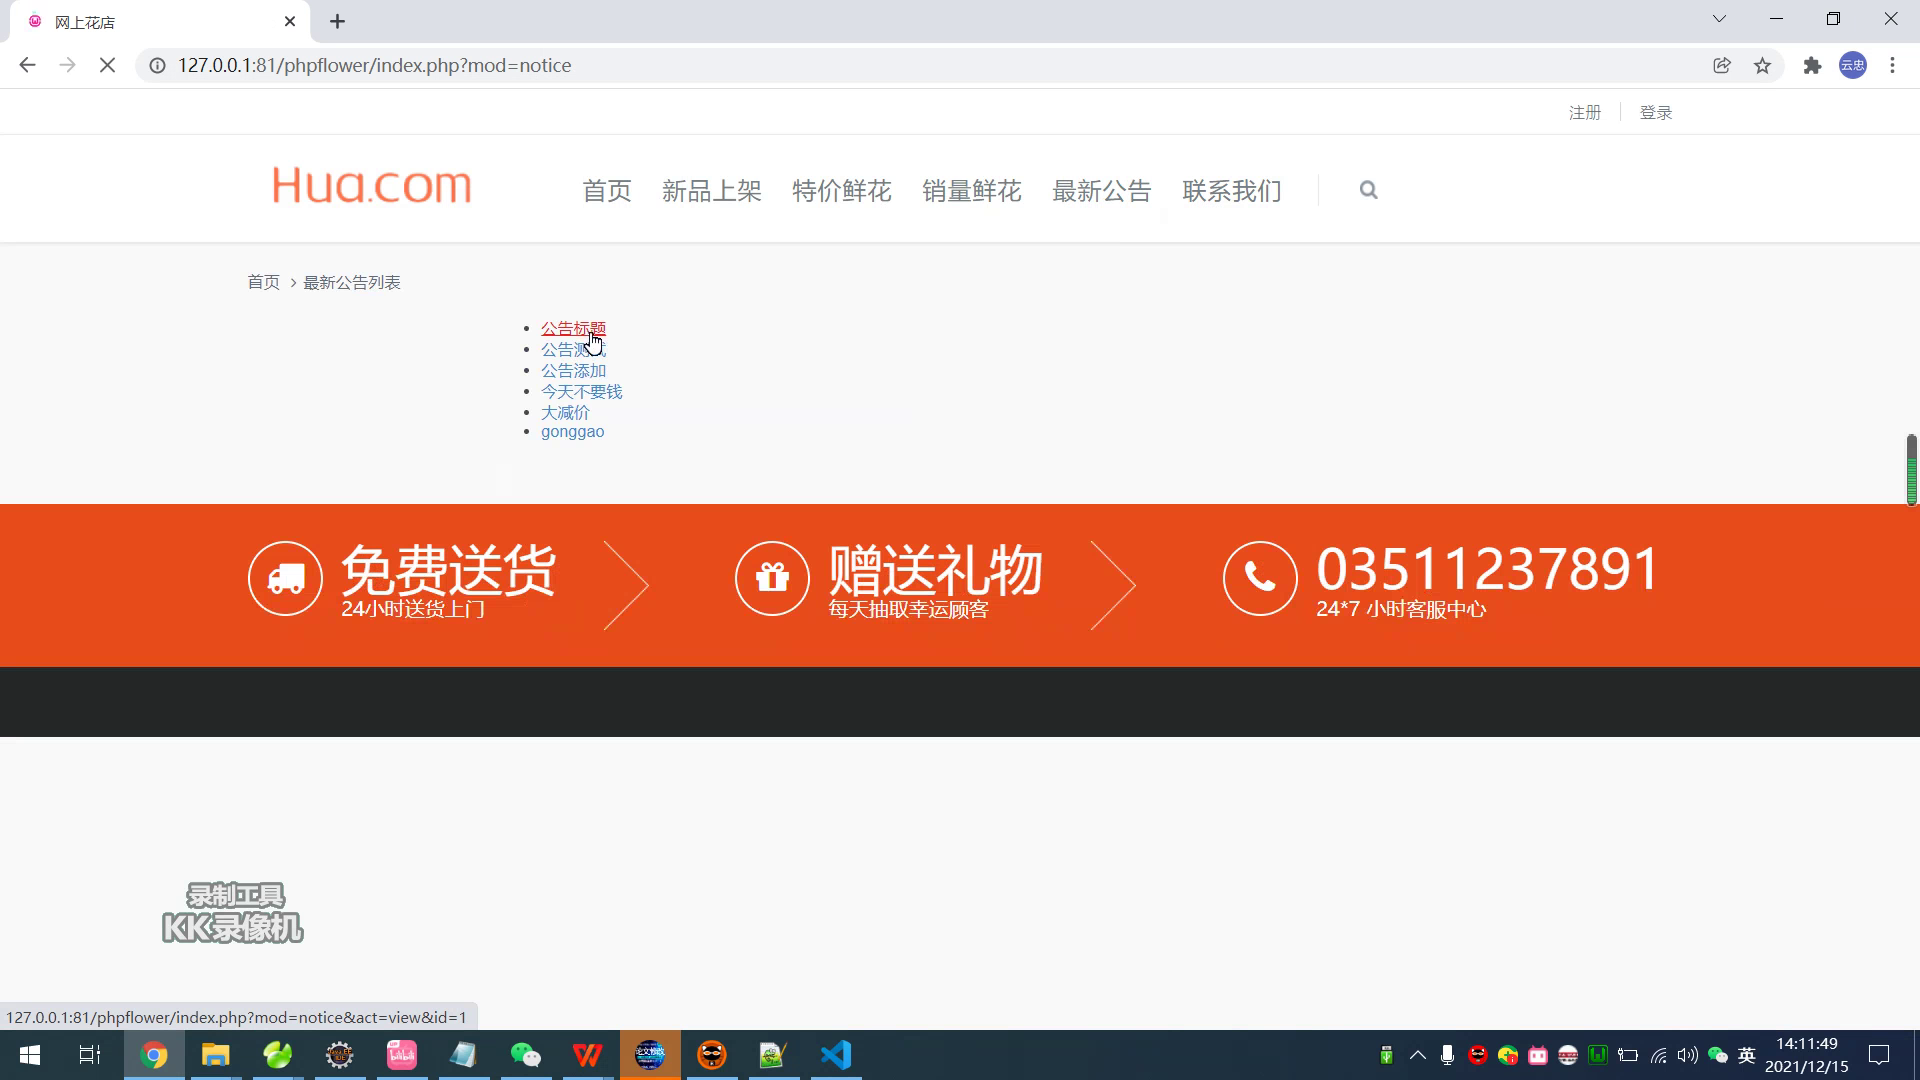 网上花店
127.0.0.1:81/phpflower/index.php?mod=notice
云忠
注册 登录
Hua.com
首页 新品上架 特价鲜花 销量鲜花 最新公告 联系我们
首页 > 最新公告列表
公告标题
公告测试
公告添加
今天不要钱
大减价
gonggao
免费送货
24小时送货上门
赠送礼物
每天抽取幸运顾客
03511237891
24*7 小时客服中心
录制工具
KK录像机
127.0.0.1:81/phpflower/index.php?mod=notice&act=view&id=1
英
14:11:49
2021/12/15